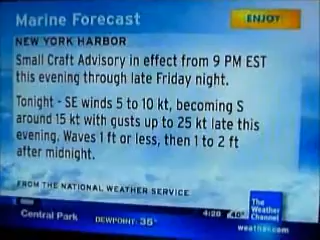 Marine Forecast
ENJOY
NEW YORK HARBOR
Small Craft Advisory in effect from 9 PM EST
this evening through late Friday night.
Tonight - SE winds 5 to 10 kt, becoming S
around 15 kt with gusts up to 25 kt late this
evening. Waves 1 ft or less, then 1 to 2 ft
after midnight.
FROM THE NATIONAL WEATHER SERVICE
The
Weather
Channel
Central Park
DEWPOINT: 35°
4:28
40°
weather.com